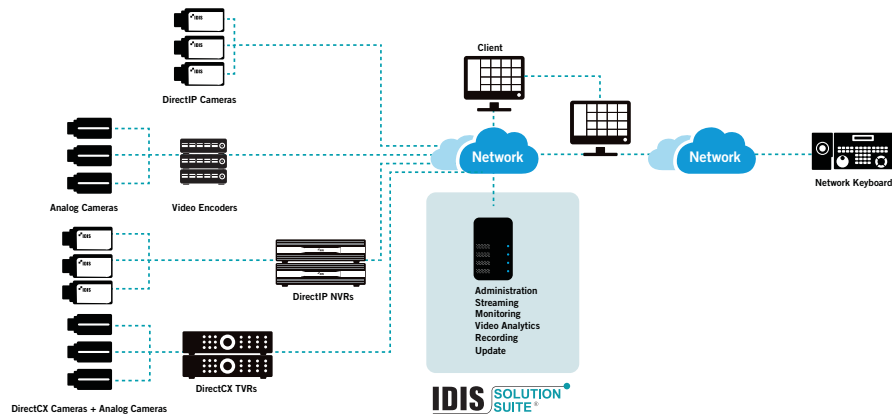 IDIS
IDIS
IDIS
DirectIP Cameras
Client
Network
Network
Network Keyboard
Analog Cameras
Video Encoders
IDIS
IDIS
IDIS
DirectIP NVRs
Administration
Streaming
Monitoring
Video Analytics
Recording
Update
DirectCX TVRs
DirectCX Cameras + Analog Cameras
IDIS SOLUTION
SUITE®